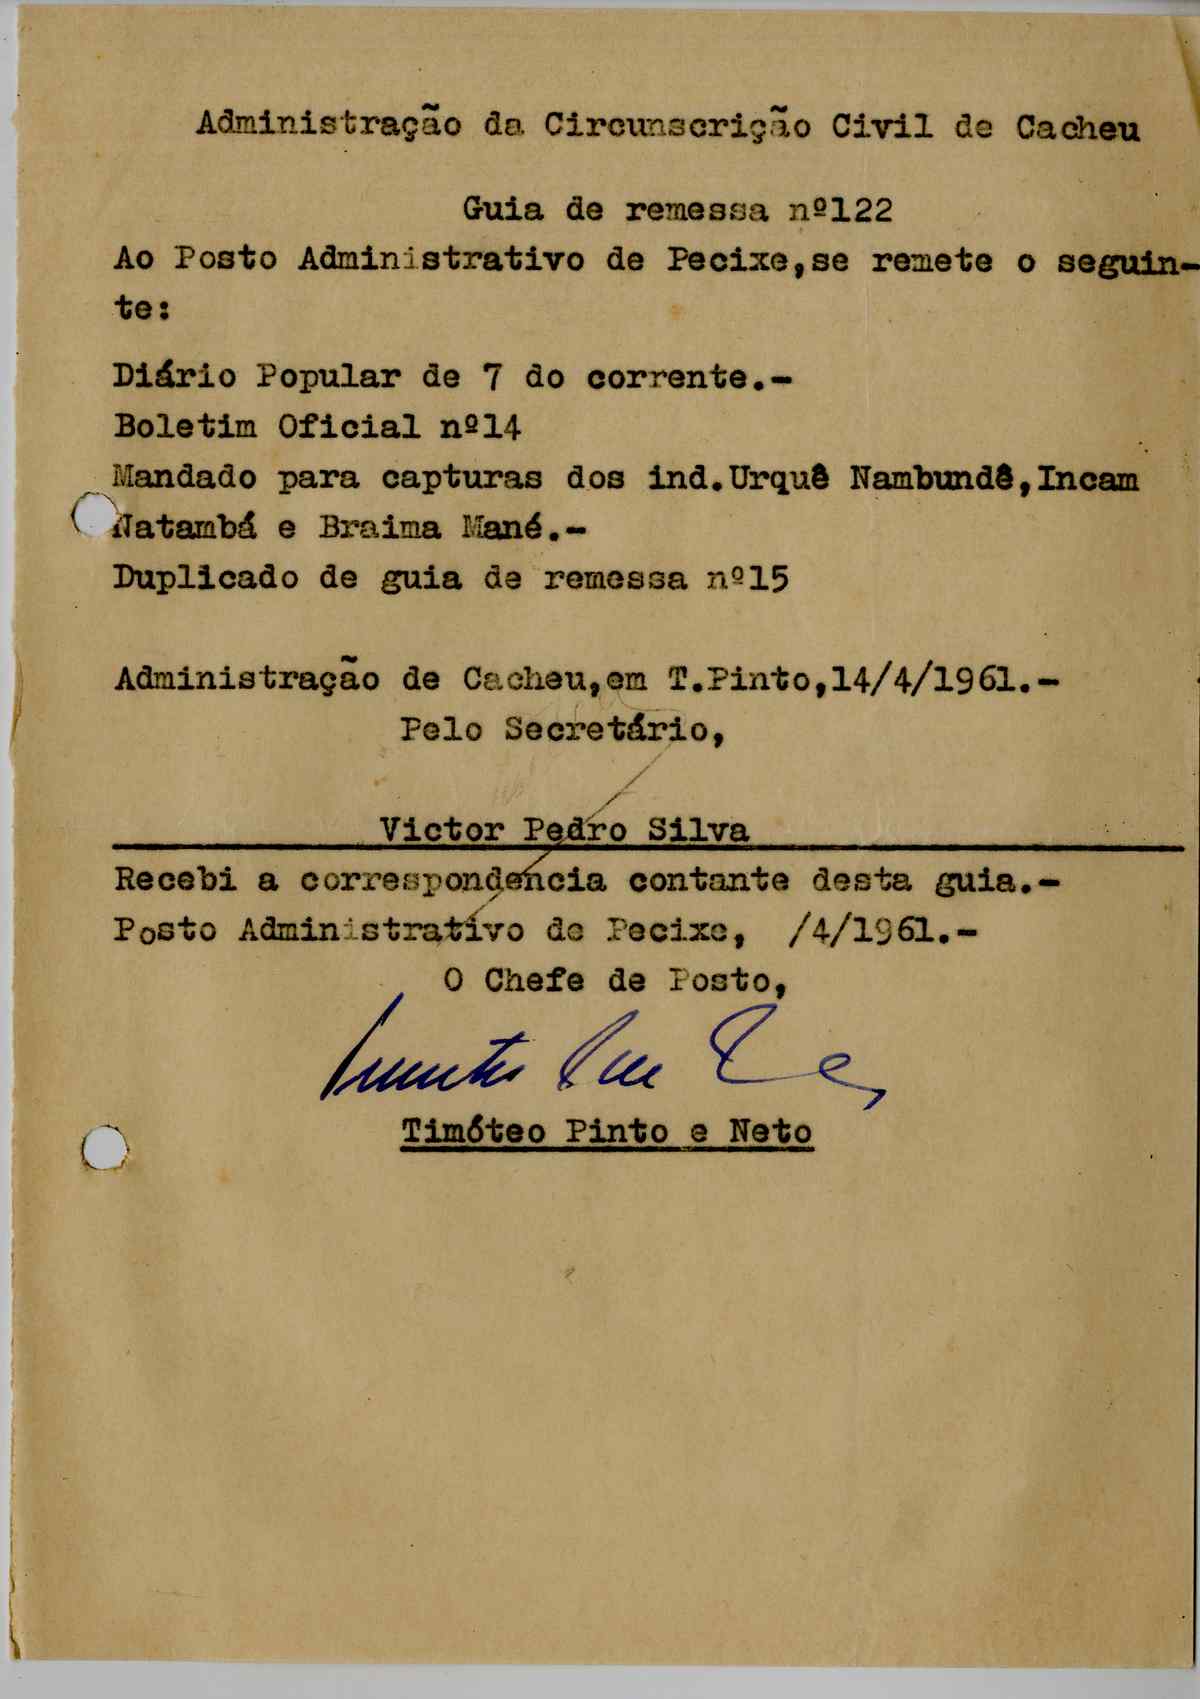 Administração da Circunscrição Civil de Cacheu
Guia de remessa nº122
Ao Posto Administrativo de Pecixe,se remete o seguin-
te:
Diário Popular de 7 do corrente.-
Boletim Oficial nº14
Mandado para capturas dos ind.Urquê Nambundê,Incam
Natambá e Braima Mané.-
Duplicado de guia de remessa nº15
Administração de Cacheu,em T.Pinto,14/4/1961.-
Pelo Secretário,
Victor Pedro Silva
Recebi a correspondencia contante desta guia.-
Posto Administrativo de Pecixe, /4/1961.-
O Chefe de Posto,
Timóteo Pinto e Neto